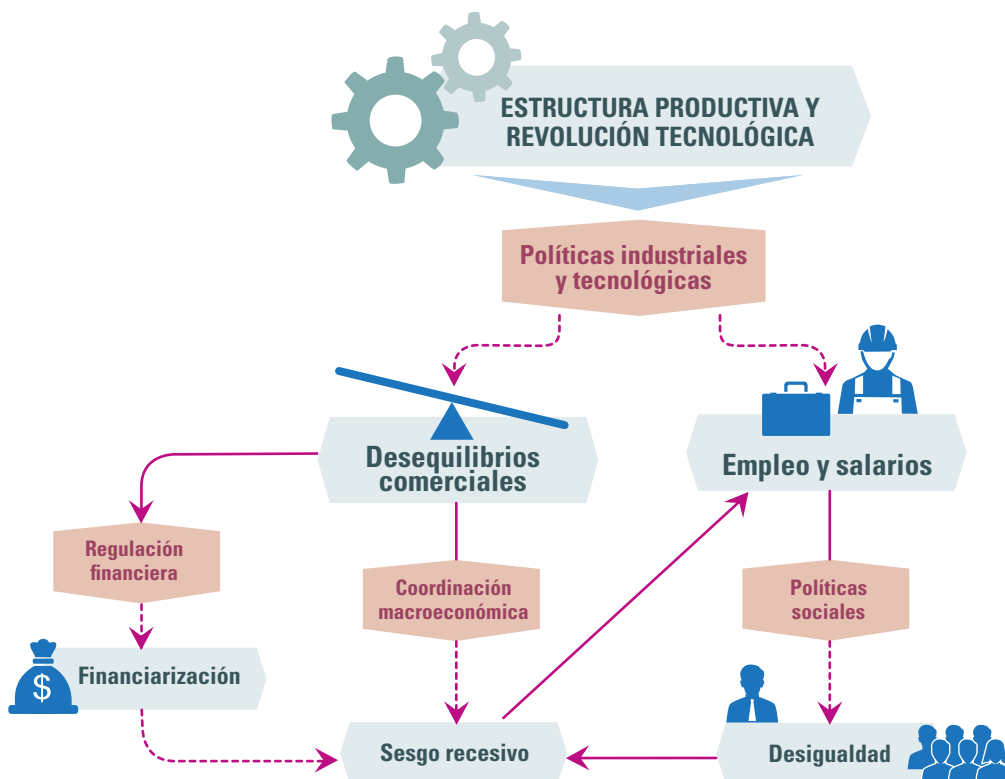 ESTRUCTURA PRODUCTIVA Y
REVOLUCIÓN TECNOLÓGICA
Políticas industriales
y tecnológicas
Desequilibrios
comerciales
Empleo y salarios
Regulación
financiera
Coordinación
macroeconómica
Políticas
sociales
$
Financiarización
Sesgo recesivo
Desigualdad